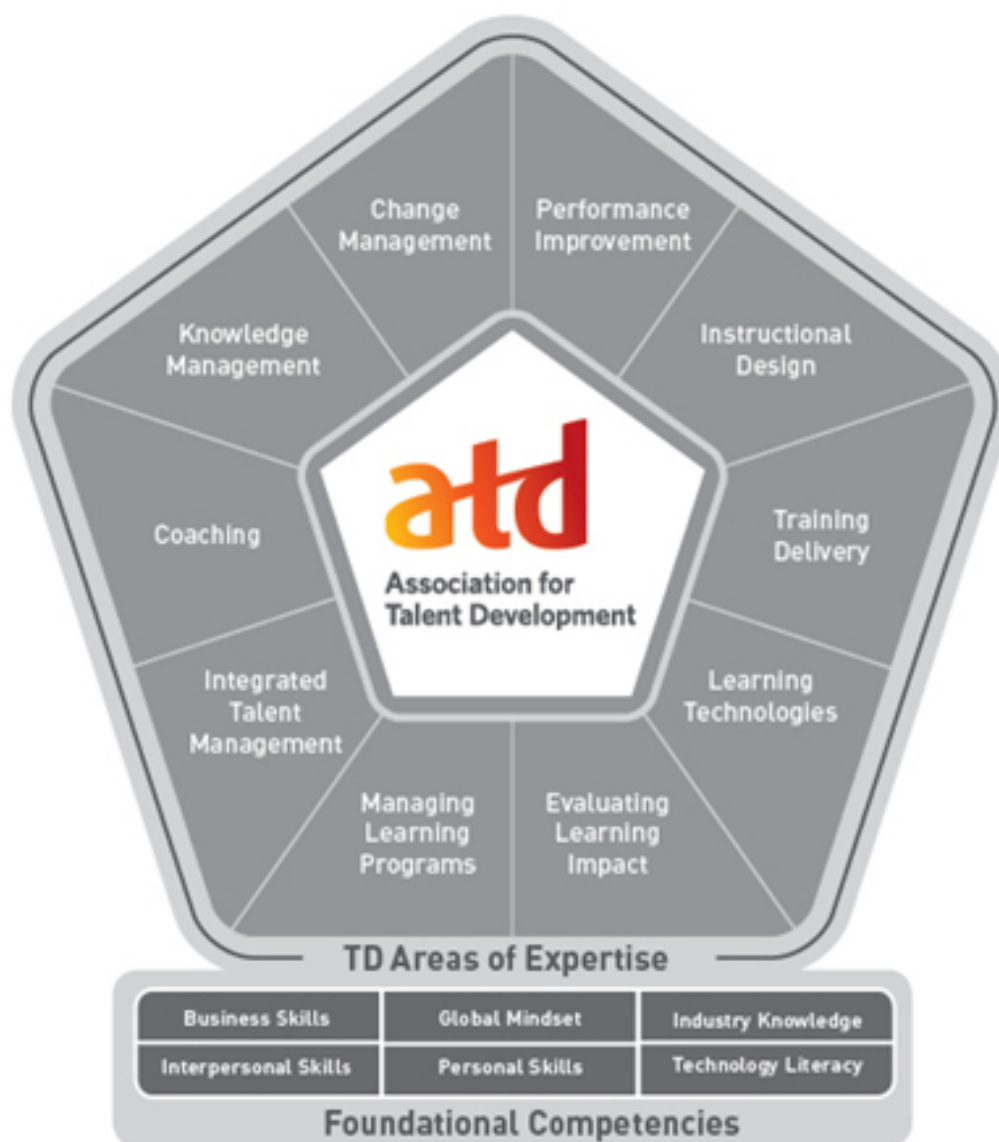 Change
Management
Performance
Improvement
Knowledge
Management
Instructional
Design
atd
Association for
Talent Development
Coaching
Training
Delivery
Integrated
Talent
Management
Learning
Technologies
Managing
Learning
Programs
Evaluating
Learning
Impact
TD Areas of Expertise
Business Skills
Global Mindset
Industry Knowledge
Interpersonal Skills
Personal Skills
Technology Literacy
Foundational Competencies